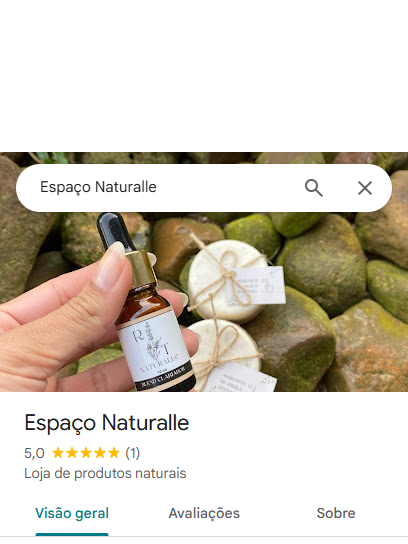 Espaço Naturalle
R T
NATURALLE
BLEND CLAREADOR
Espaço Naturalle
5,0 (1)
Loja de produtos naturais
Visão geral Avaliações Sobre